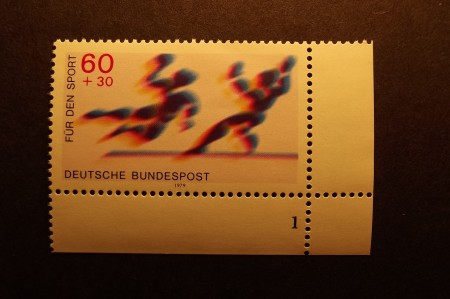 60
+ 30
FÜR DEN SPORT
DEUTSCHE BUNDESPOST
1979
1